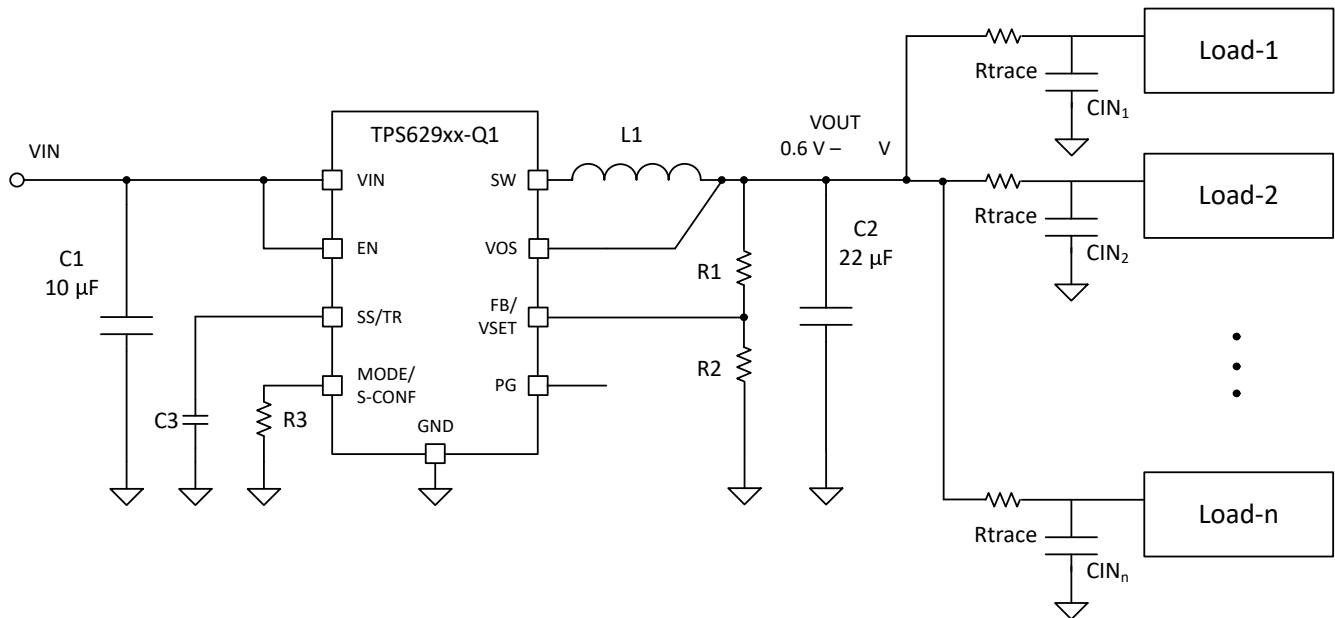 VIN
C1
10 µF
C3
R3
TPS629xx-Q1
VIN
EN
SS/TR
MODE/
S-CONF
GND
SW
VOS
FB/
VSET
PG
L1
R1
R2
VOUT
0.6 V –     V
C2
22 µF
Rtrace
CIN₁
Load-1
Rtrace
CIN₂
Load-2
Rtrace
CINₙ
Load-n